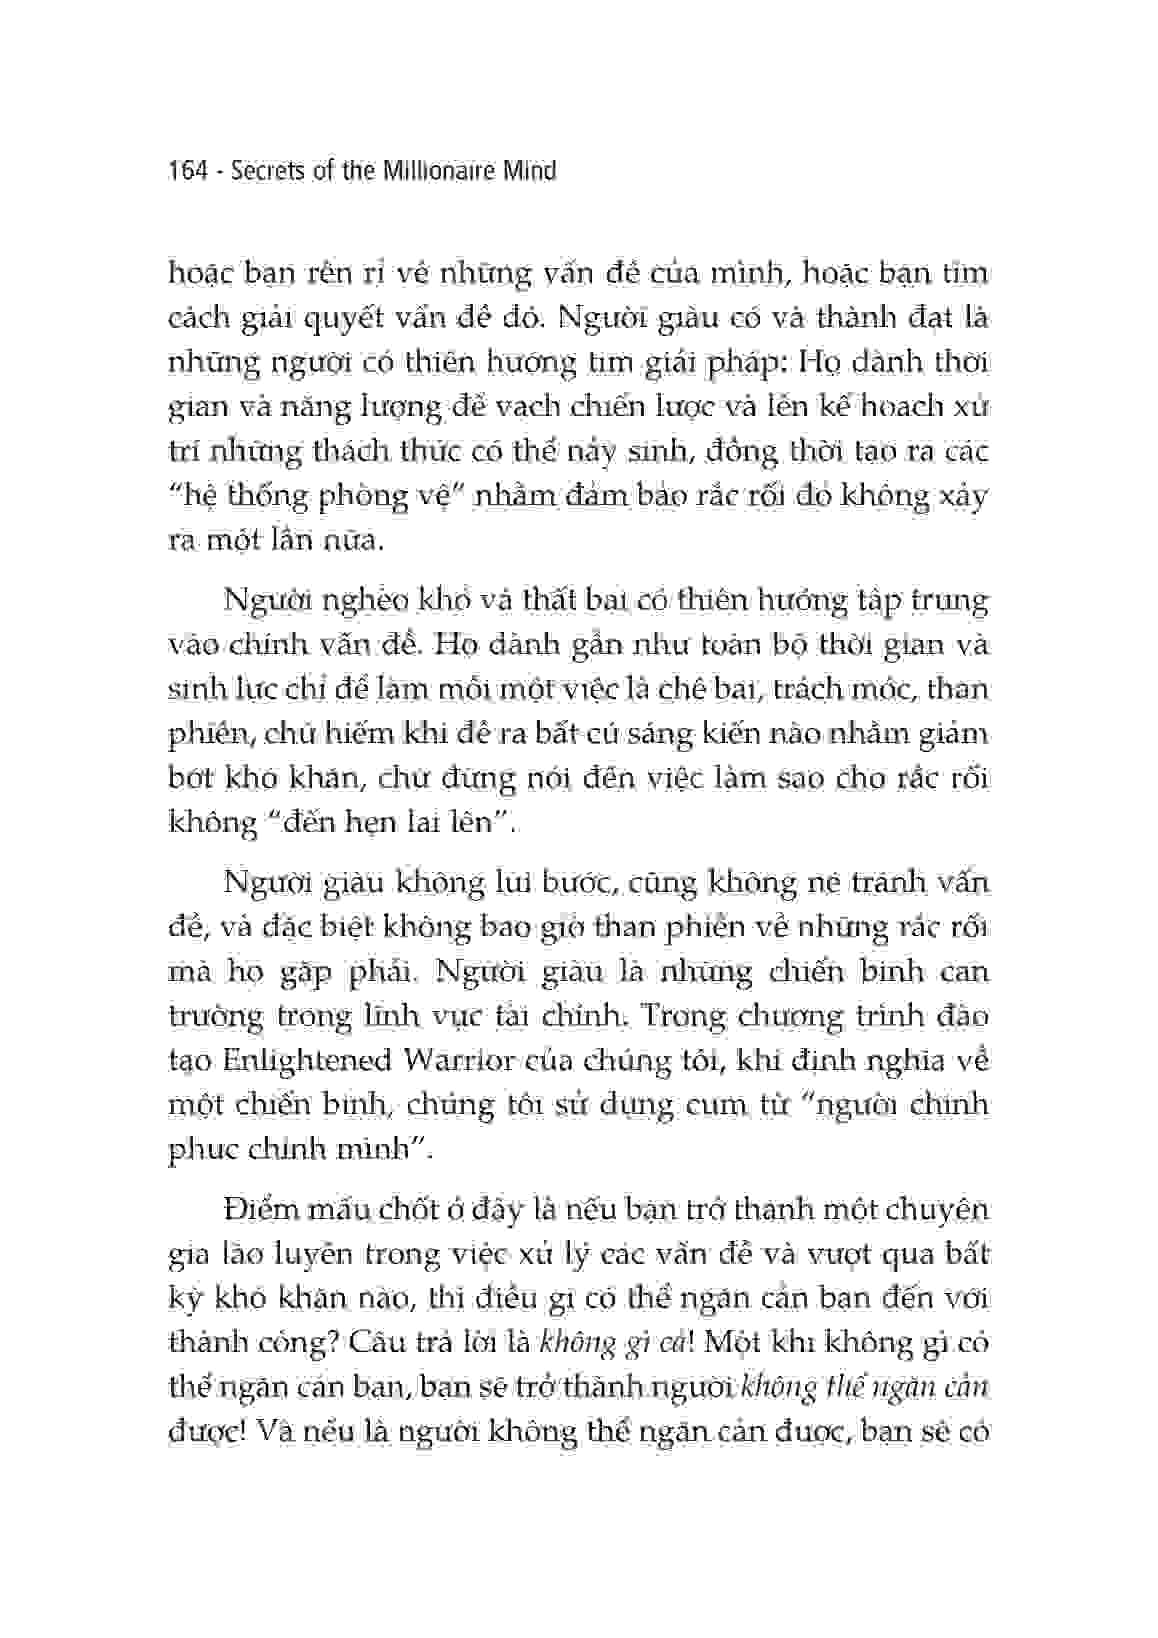 164 - Secrets of the Millionaire Mind
hoặc bạn rên rỉ về những vấn đề của mình, hoặc bạn tìm
cách giải quyết vấn đề đó. Người giàu có và thành đạt là
những người có thiên hướng tìm giải pháp: Họ dành thời
gian và năng lượng để vạch chiến lược và lên kế hoạch xử
trí những thách thức có thể nảy sinh, đồng thời tạo ra các
“hệ thống phòng vệ” nhằm đảm bảo rắc rối đó không xảy
ra một lần nữa.
Người nghèo khó và thất bại có thiên hướng tập trung
vào chính vấn đề. Họ dành gần như toàn bộ thời gian và
sinh lực chỉ để làm mỗi một việc là chê bai, trách móc, than
phiền, chứ hiếm khi đề ra bất cứ sáng kiến nào nhằm giảm
bớt khó khăn, chứ đừng nói đến việc làm sao cho rắc rối
không “đến hẹn lại lên”.
Người giàu không lui bước, cũng không né tránh vấn
đề, và đặc biệt không bao giờ than phiền về những rắc rối
mà họ gặp phải. Người giàu là những chiến binh can
trường trong lĩnh vực tài chính. Trong chương trình đào
tạo Enlightened Warrior của chúng tôi, khi định nghĩa về
một chiến binh, chúng tôi sử dụng cụm từ “người chinh
phục chính mình”.
Điểm mấu chốt ở đây là nếu bạn trở thành một chuyên
gia lão luyện trong việc xử lý các vấn đề và vượt qua bất
kỳ khó khăn nào, thì điều gì có thể ngăn cản bạn đến với
thành công? Câu trả lời là không gì cả! Một khi không gì có
thể ngăn cản bạn, bạn sẽ trở thành người không thể ngăn cản
được! Và nếu là người không thể ngăn cản được, bạn sẽ có